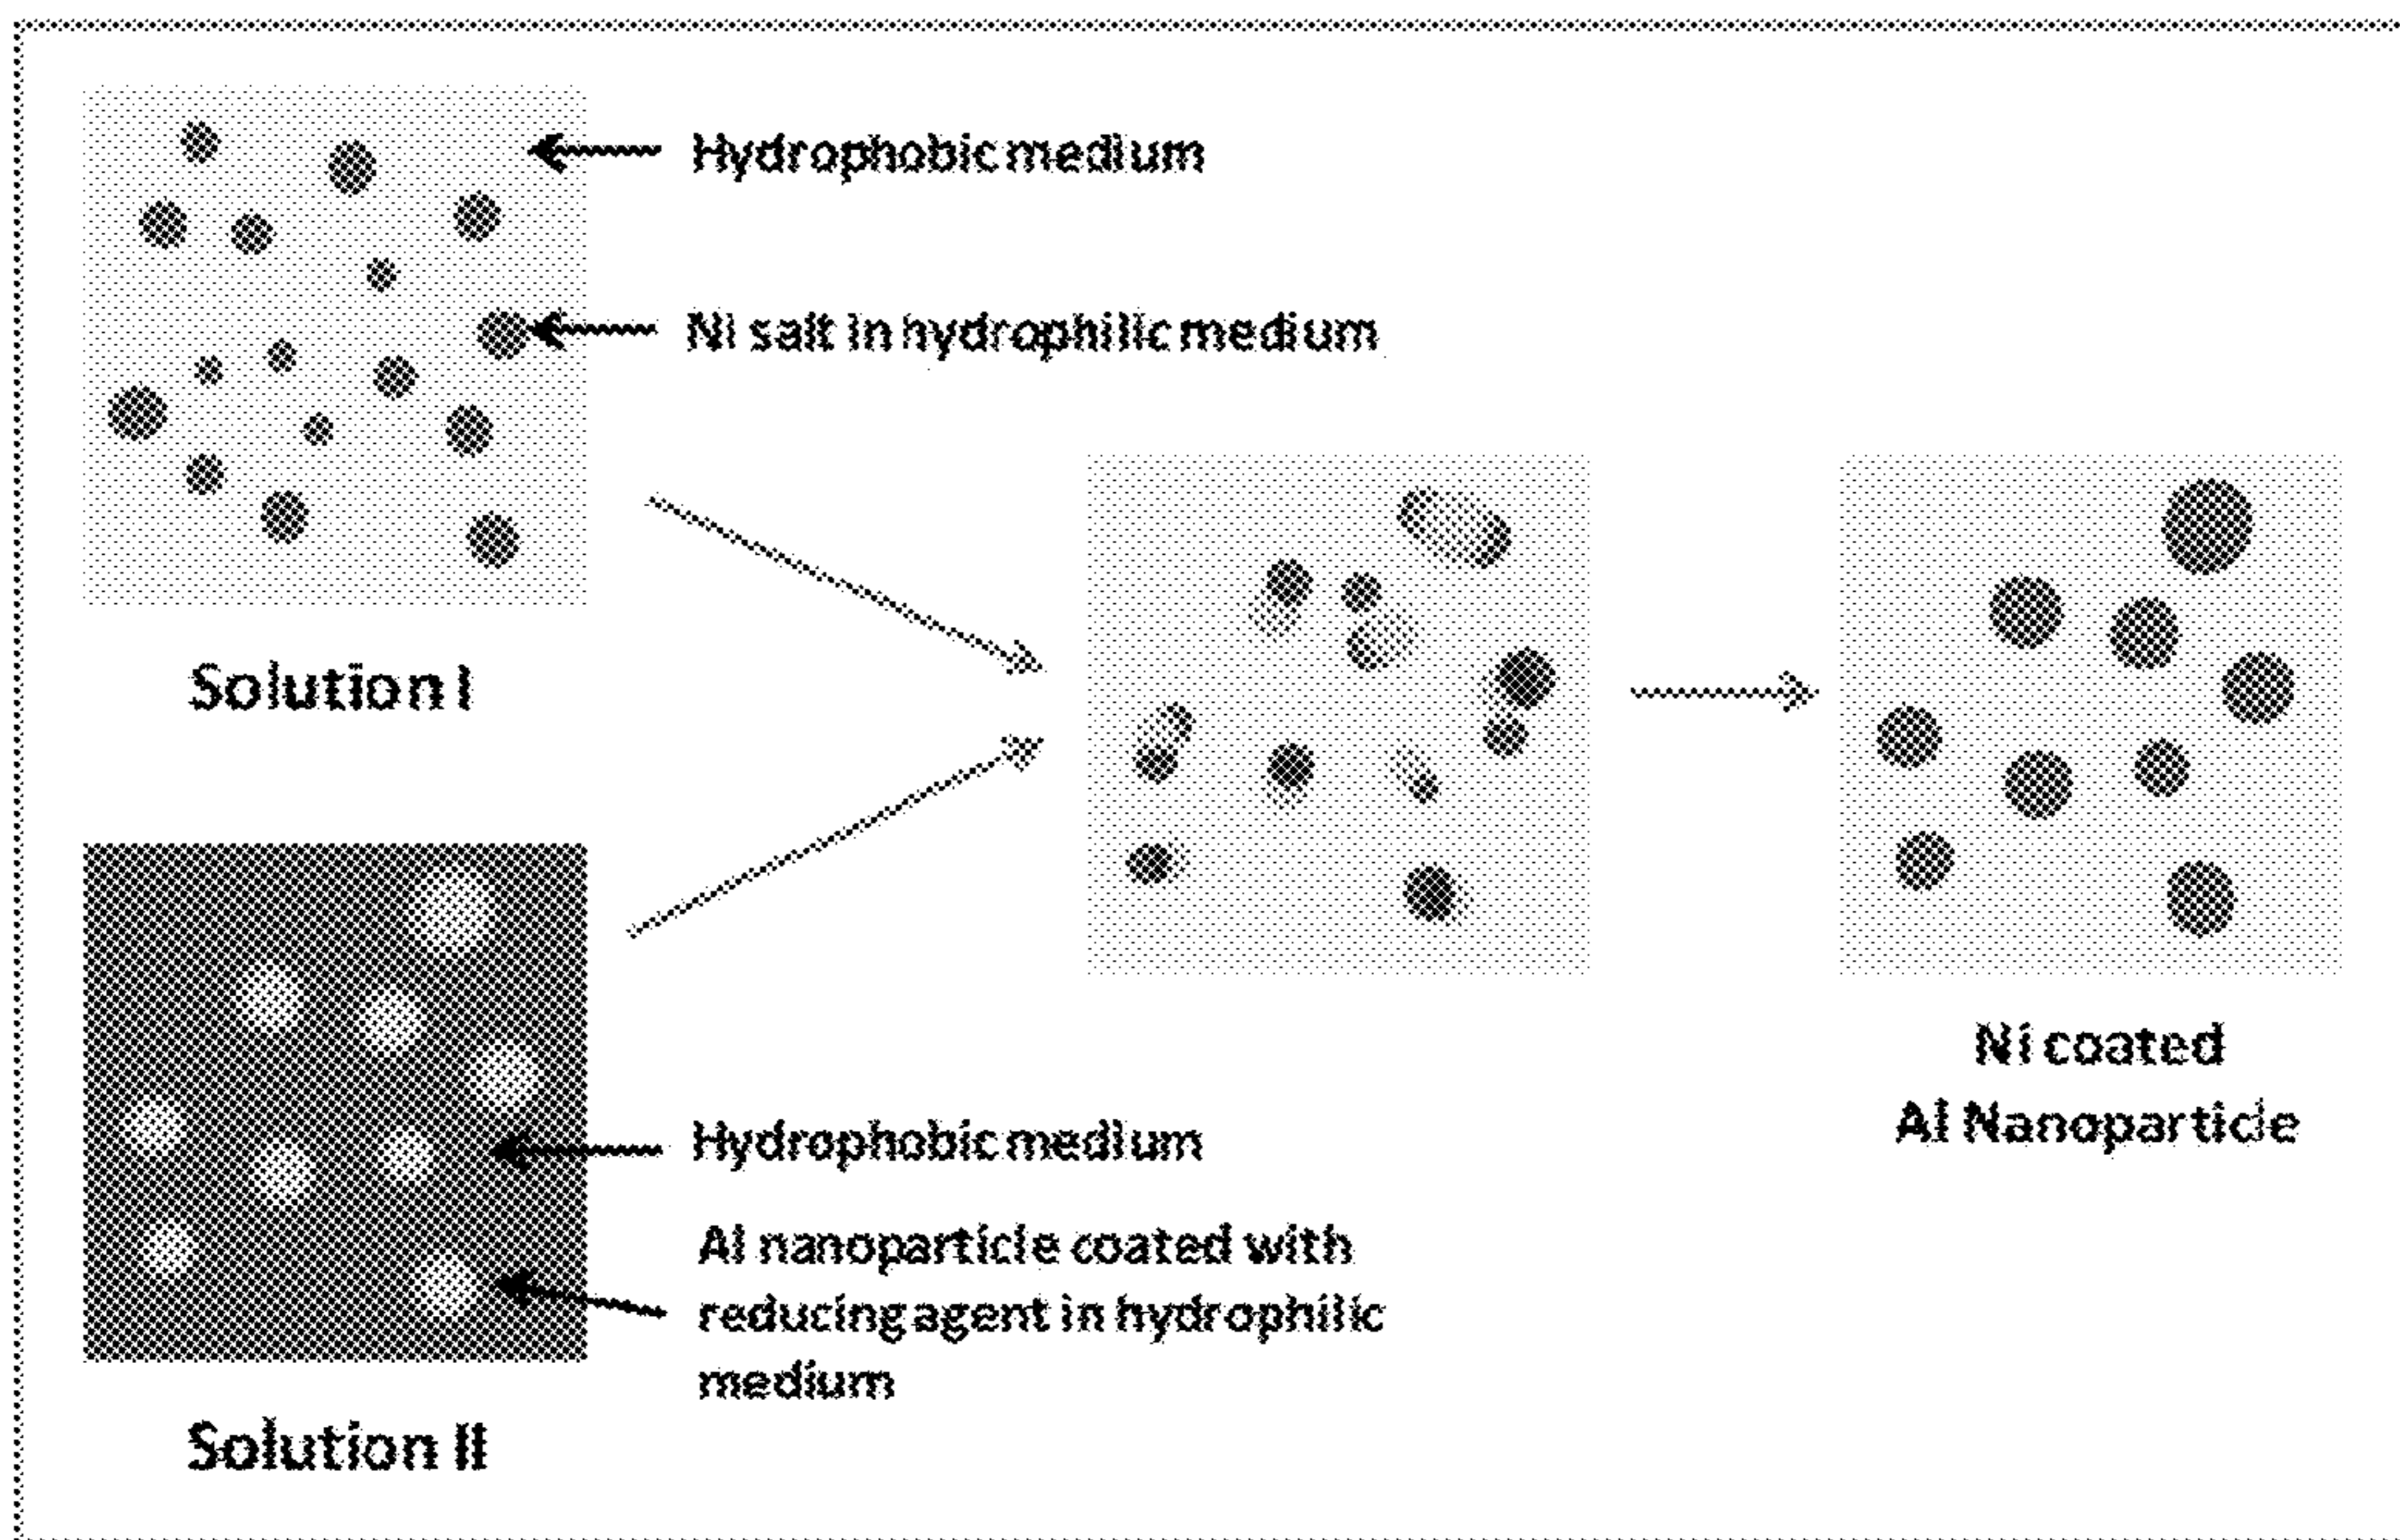 Hydrophobic medium
Ni salt in hydrophilic medium
Solution I
Hydrophobic medium
Al nanoparticle coated with
reducing agent in hydrophilic
medium
Solution II
Ni coated
Al Nanoparticle